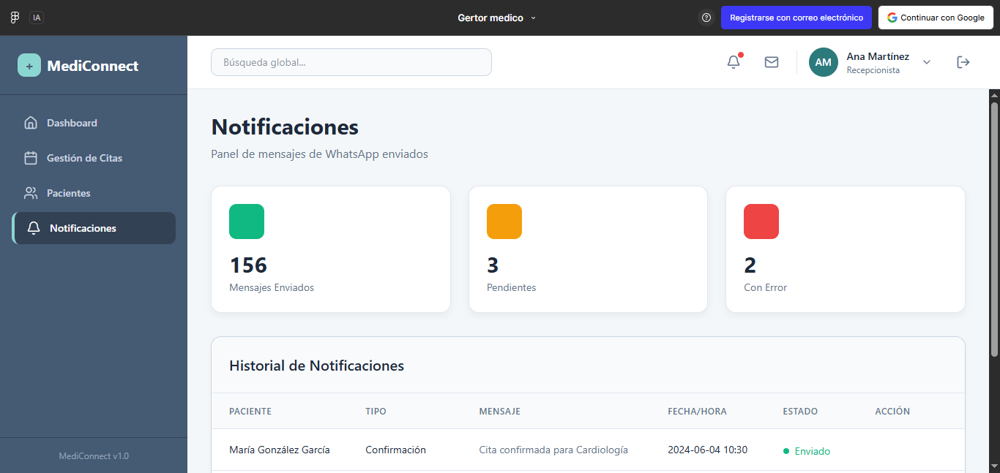 IA
Gertor medico
Registrarse con correo electrónico
Continuar con Google
+ MediConnect
Búsqueda global...
AM
Ana Martínez
Recepcionista
Dashboard
Gestión de Citas
Pacientes
Notificaciones
MediConnect v1.0
Notificaciones
Panel de mensajes de WhatsApp enviados
156
Mensajes Enviados
3
Pendientes
2
Con Error
Historial de Notificaciones
PACIENTE TIPO MENSAJE FECHA/HORA ESTADO ACCIÓN
María González García Confirmación Cita confirmada para Cardiología 2024-06-04 10:30 Enviado